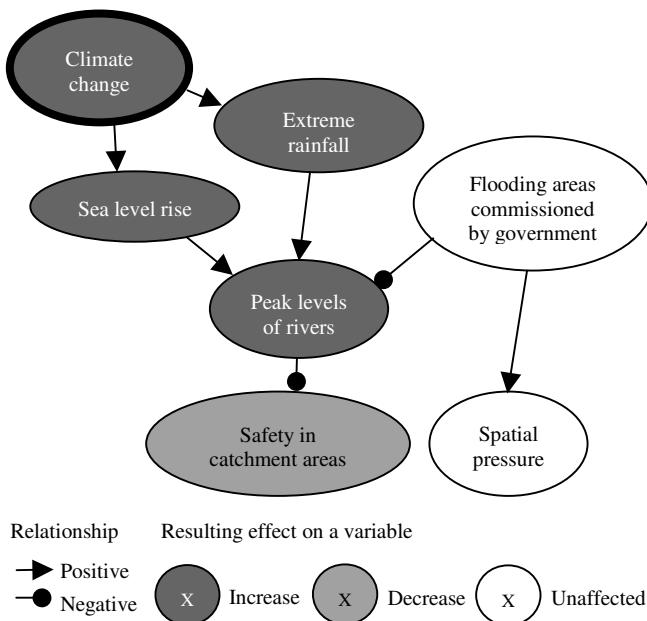 Climate
change
Extreme
rainfall
Sea level rise
Flooding areas
commissioned
by government
Peak levels
of rivers
Safety in
catchment areas
Spatial
pressure
Relationship Resulting effect on a variable
Positive
Negative
X Increase X Decrease X Unaffected